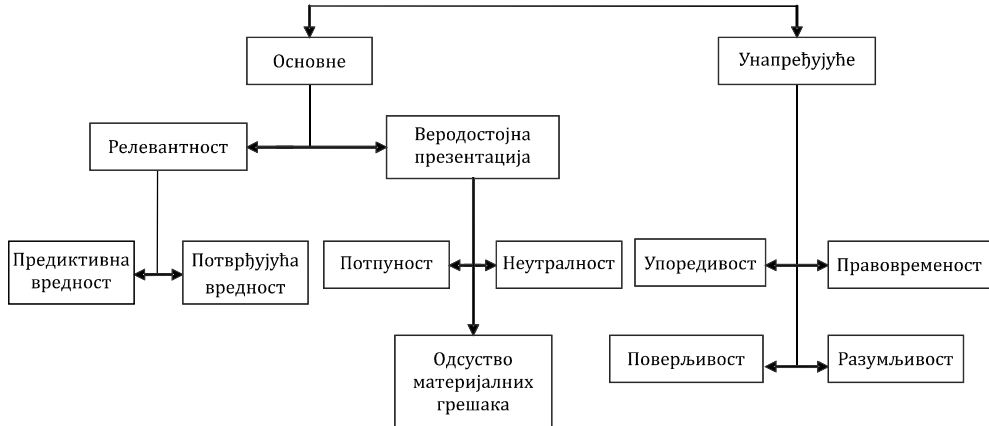 Основне
Унапређујуће
Релевантност
Веродостојна
презентација
Предиктивна
вредност
Потврђујућа
вредност
Потпуност
Неутралност
Упоредивост
Правовременост
Одсуство
материјалних
грешака
Поверљивост
Разумљивост